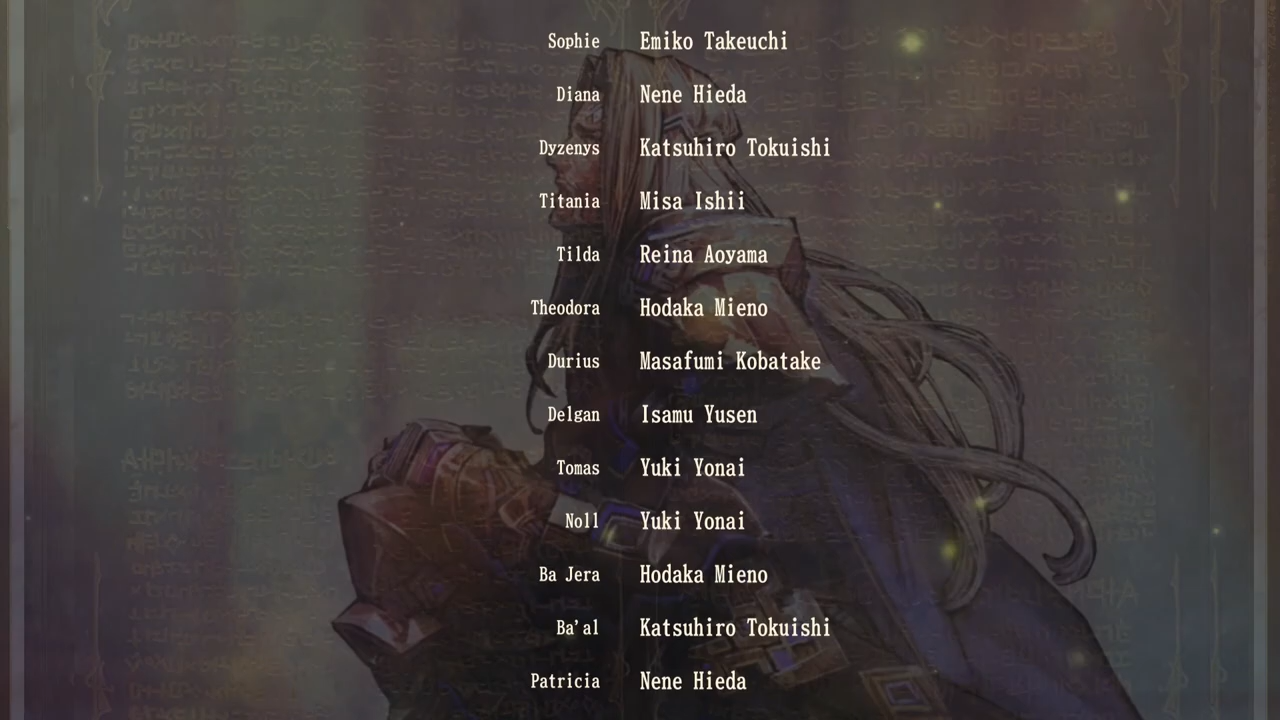 Sophie Emiko Takeuchi
Diana Nene Hieda
Dyzenys Katsuhiro Tokuishi
Titania Misa Ishii
Tilda Reina Aoyama
Theodora Hodaka Mieno
Durius Masafumi Kobatake
Delgan Isamu Yusen
Tomas Yuki Yonai
Noll Yuki Yonai
Ba Jera Hodaka Mieno
Ba'al Katsuhiro Tokuishi
Patricia Nene Hieda